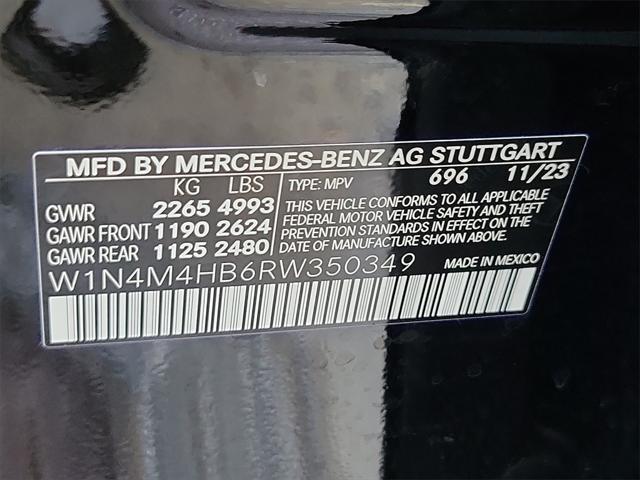 MFD BY MERCEDES-BENZ AG STUTTGART
KG LBS
GVWR 2265 4993
GAWR FRONT 1190 2624
GAWR REAR 1125 2480
TYPE: MPV 696 11/23
THIS VEHICLE CONFORMS TO ALL APPLICABLE
FEDERAL MOTOR VEHICLE SAFETY AND THEFT
PREVENTION STANDARDS IN EFFECT ON THE
DATE OF MANUFACTURE SHOWN ABOVE.
W1N4M4HB6RW350349 MADE IN MEXICO